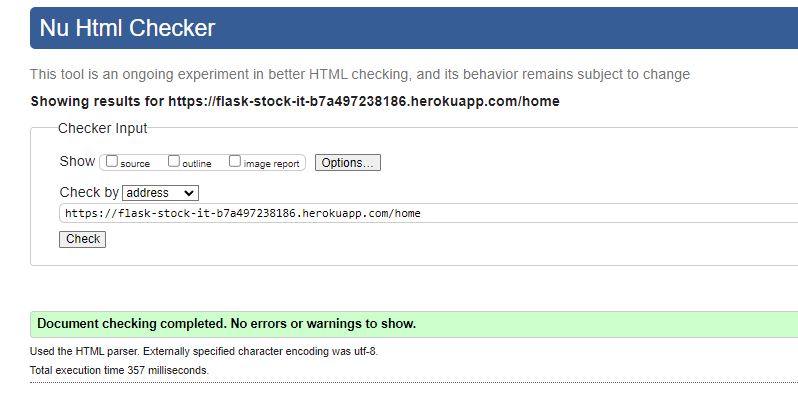 Nu Html Checker
This tool is an ongoing experiment in better HTML checking, and its behavior remains subject to change
Showing results for https://flask-stock-it-b7a497238186.herokuapp.com/home
Checker Input
Show source outline image report Options...
Check by address
https://flask-stock-it-b7a497238186.herokuapp.com/home
Check
Document checking completed. No errors or warnings to show.
Used the HTML parser. Externally specified character encoding was utf-8.
Total execution time 357 milliseconds.